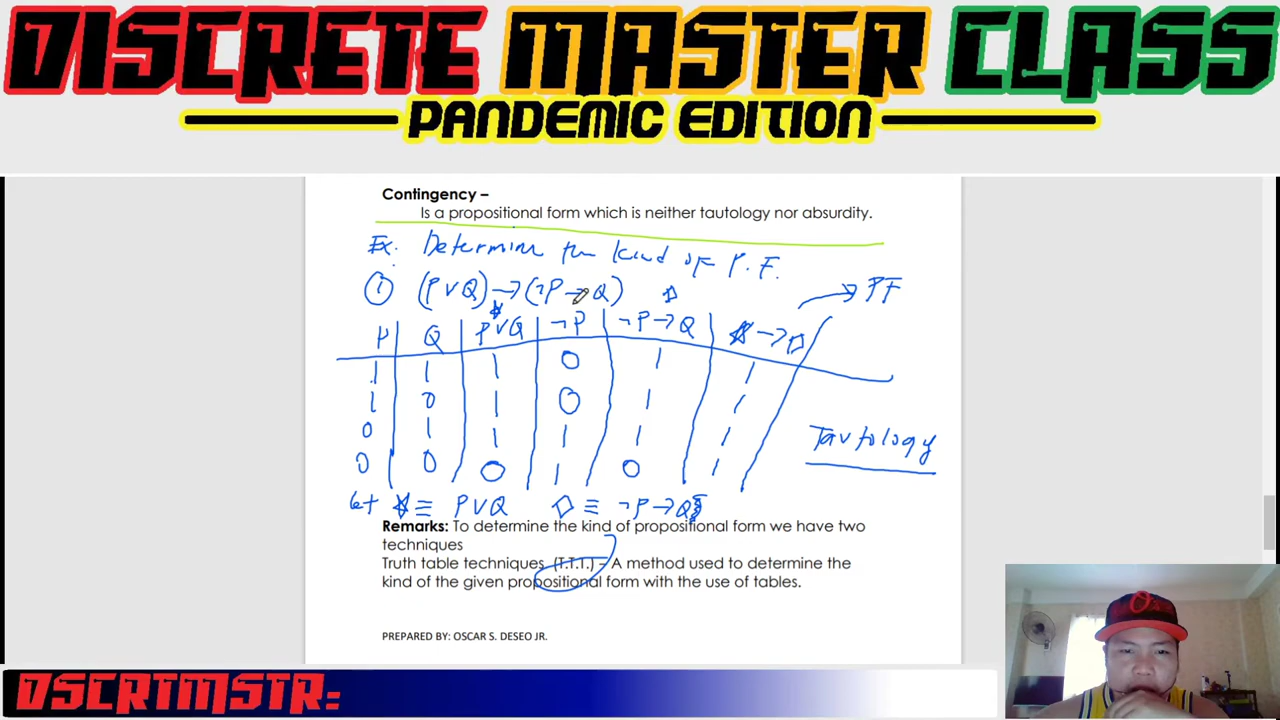 DISCRETE MASTER CLASS
PANDEMIC EDITION
Contingency –
Is a propositional form which is neither tautology nor absurdity.
Ex: Determine the kind of P.F.
① (P ∨ Q) → (¬P → Q) → PF
P Q P∨Q ¬P ¬P → Q ☆ → ◇
1 1 1 0 1 1
1 0 1 0 1 1
0 1 1 1 1 1
Tautology
0 0 0 1 0 1
let ☆ ≡ P∨Q ◇ ≡ ¬P → Q
Remarks: To determine the kind of propositional form we have two
techniques
Truth table techniques (T.T.T.) – A method used to determine the
kind of the given propositional form with the use of tables.
PREPARED BY: OSCAR S. DESEO JR.
DSCRTMSTR: